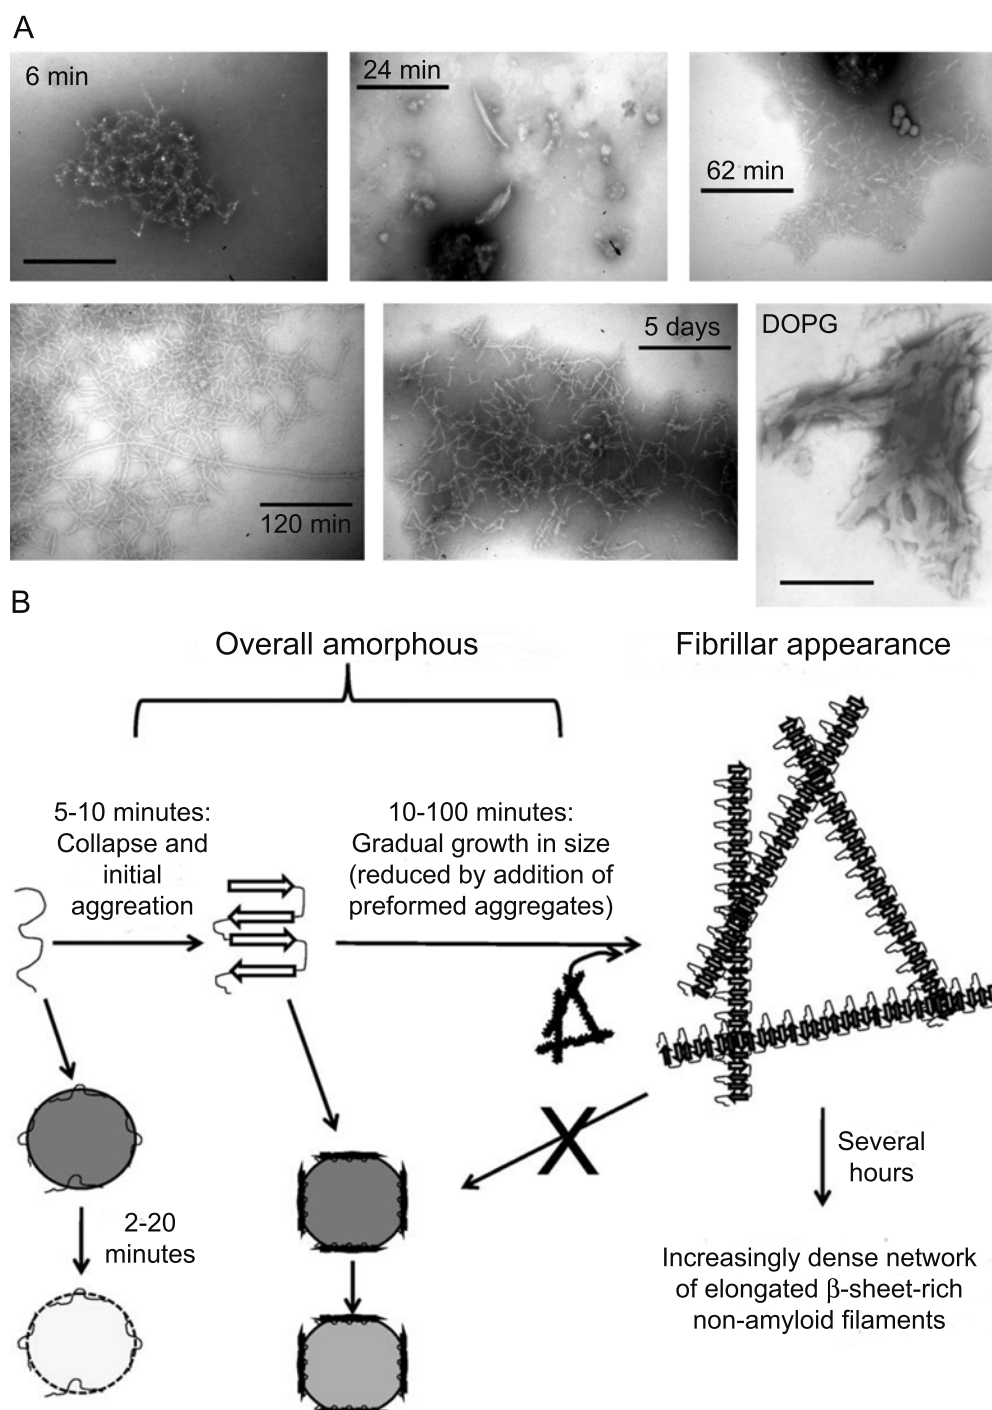 A
6 min
24 min
62 min
120 min
5 days
DOPG
B
Overall amorphous
Fibrillar appearance
5-10 minutes:
Collapse and
initial
aggreation
10-100 minutes:
Gradual growth in size
(reduced by addition of
preformed aggregates)
X
2-20
minutes
Several
hours
Increasingly dense network
of elongated β-sheet-rich
non-amyloid filaments